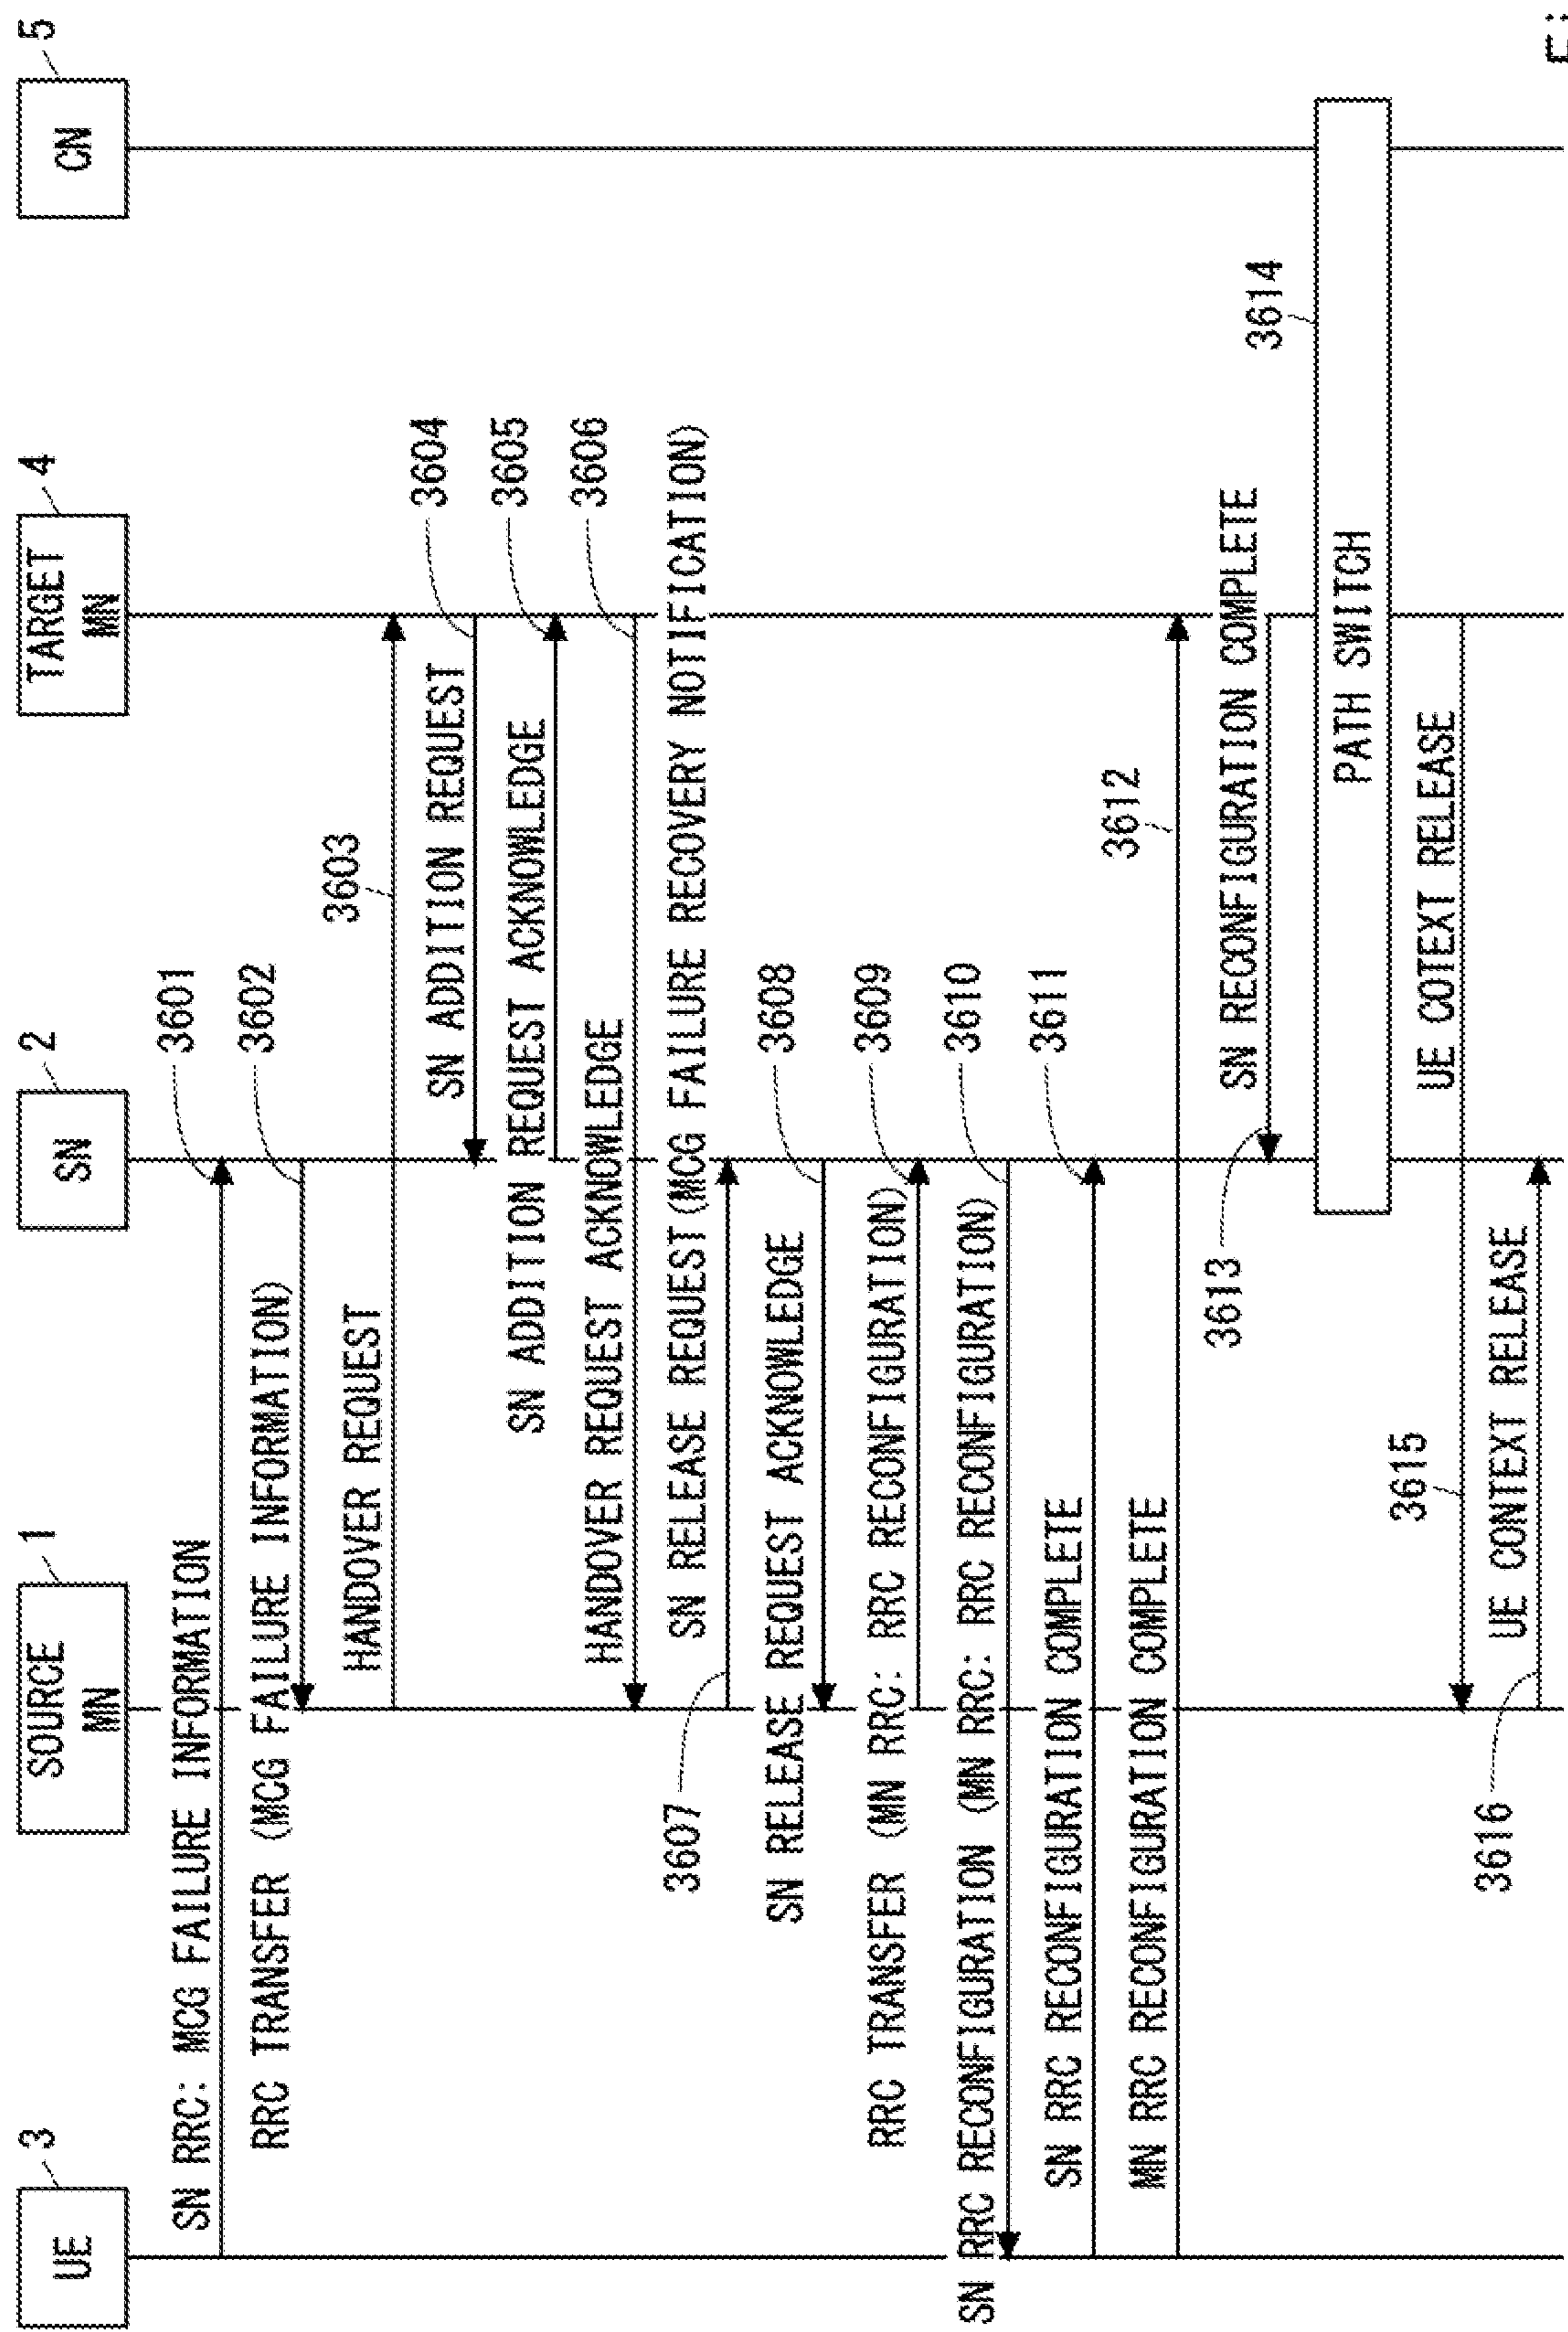 UE
3
SOURCE
MN
1
SN
2
TARGET
MN
4
CN
5
SN RRC: MCG FAILURE INFORMATION
3601
RRC TRANSFER (MCG FAILURE INFORMATION)
3602
HANDOVER REQUEST
3603
SN ADDITION REQUEST
3604
SN ADDITION REQUEST ACKNOWLEDGE
3605
HANDOVER REQUEST ACKNOWLEDGE
3606
SN RELEASE REQUEST (MCG FAILURE RECOVERY NOTIFICATION)
3607
SN RELEASE REQUEST ACKNOWLEDGE
3608
RRC TRANSFER (MN RRC: RRC RECONFIGURATION)
3609
SN RRC RECONFIGURATION (MN RRC: RRC RECONFIGURATION)
3610
SN RRC RECONFIGURATION COMPLETE
3611
MN RRC RECONFIGURATION COMPLETE
3612
SN RECONFIGURATION COMPLETE
3613
PATH SWITCH
3614
UE COTEXT RELEASE
3615
UE CONTEXT RELEASE
3616